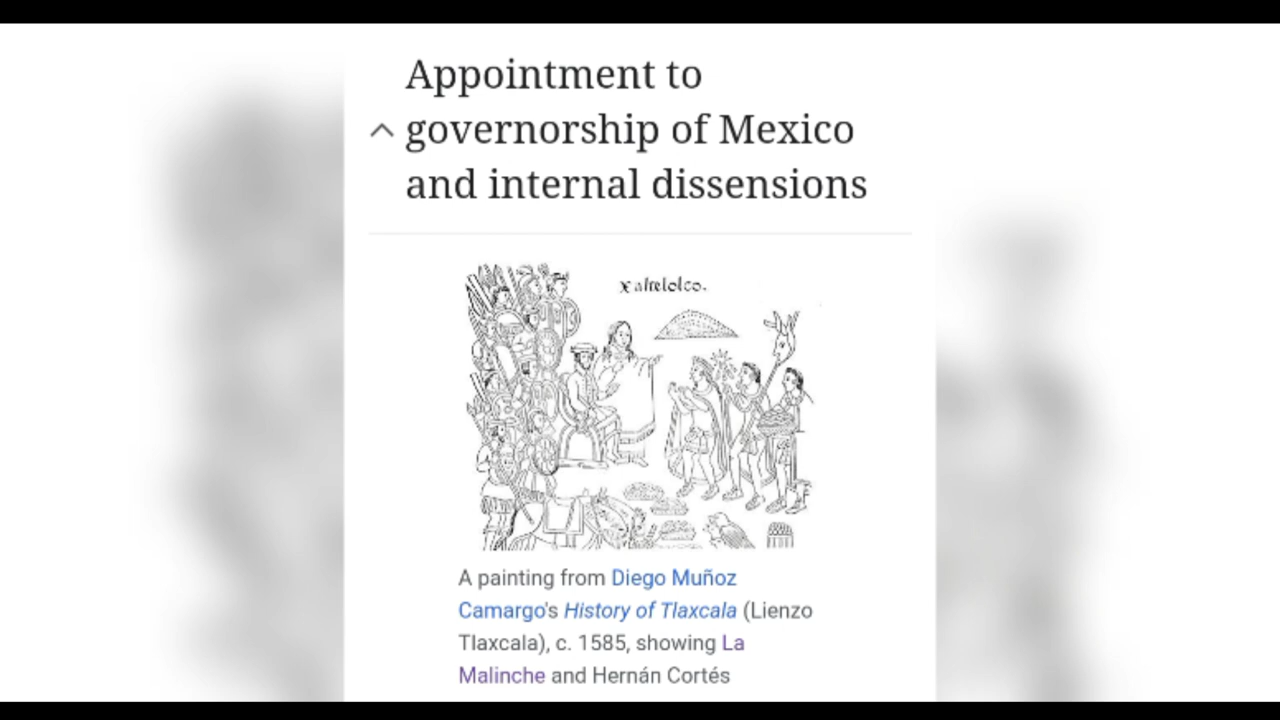 Appointment to
governorship of Mexico
and internal dissensions
xaltelolco.
A painting from Diego Muñoz
Camargo's History of Tlaxcala (Lienzo
Tlaxcala), c. 1585, showing La
Malinche and Hernán Cortés